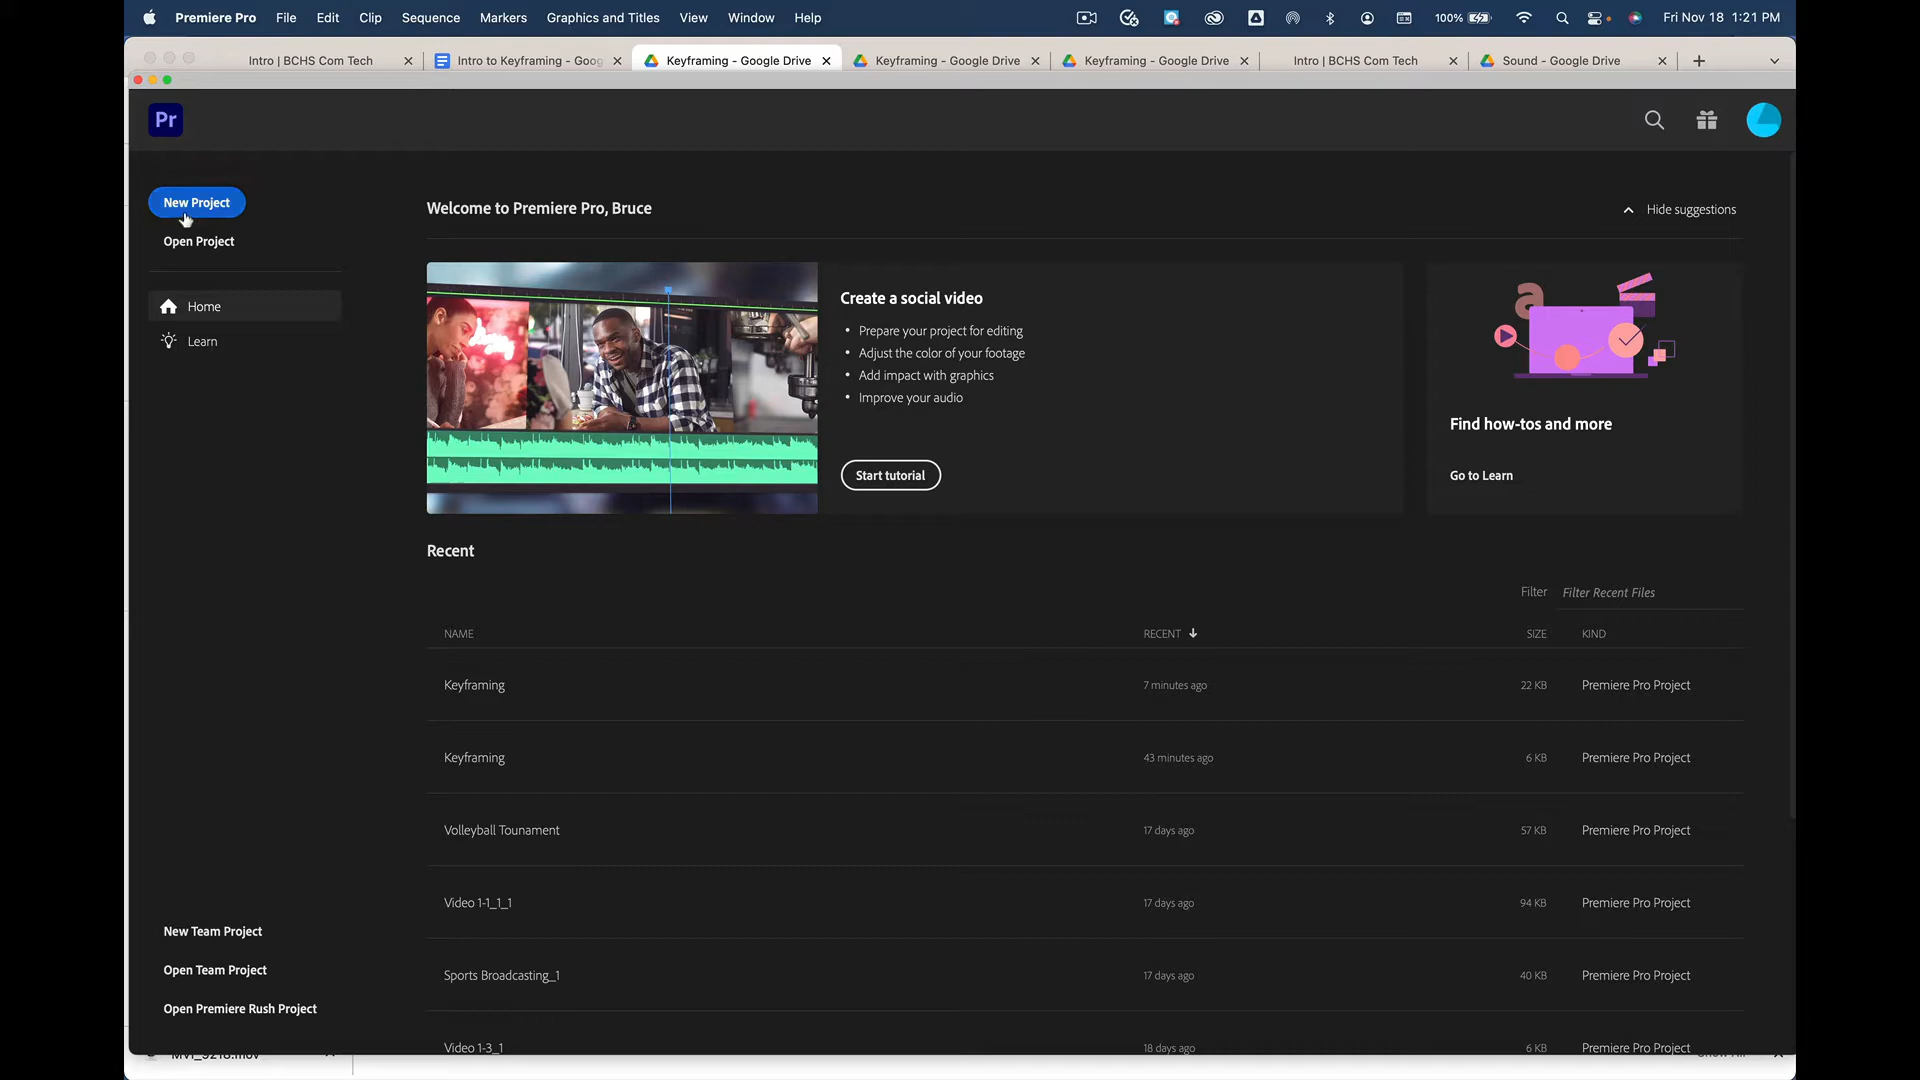 Premiere Pro File Edit Clip Sequence Markers Graphics and Titles View Window Help 100% Fri Nov 18 1:21 PM
Intro | BCHS Com Tech Intro to Keyframing - Goog Keyframing - Google Drive Keyframing - Google Drive Keyframing - Google Drive Intro | BCHS Com Tech Sound - Google Drive
Pr
New Project
Open Project
Home
Learn
Welcome to Premiere Pro, Bruce
Hide suggestions
Create a social video
• Prepare your project for editing
• Adjust the color of your footage
• Add impact with graphics
• Improve your audio
Start tutorial
Find how-tos and more
Go to Learn
Recent
Filter Filter Recent Files
NAME RECENT SIZE KIND
Keyframing 7 minutes ago 22 KB Premiere Pro Project
Keyframing 43 minutes ago 6 KB Premiere Pro Project
Volleyball Tounament 17 days ago 57 KB Premiere Pro Project
Video 1-1_1_1 17 days ago 94 KB Premiere Pro Project
Sports Broadcasting_1 17 days ago 40 KB Premiere Pro Project
Video 1-3_1 18 days ago 6 KB Premiere Pro Project
New Team Project
Open Team Project
Open Premiere Rush Project